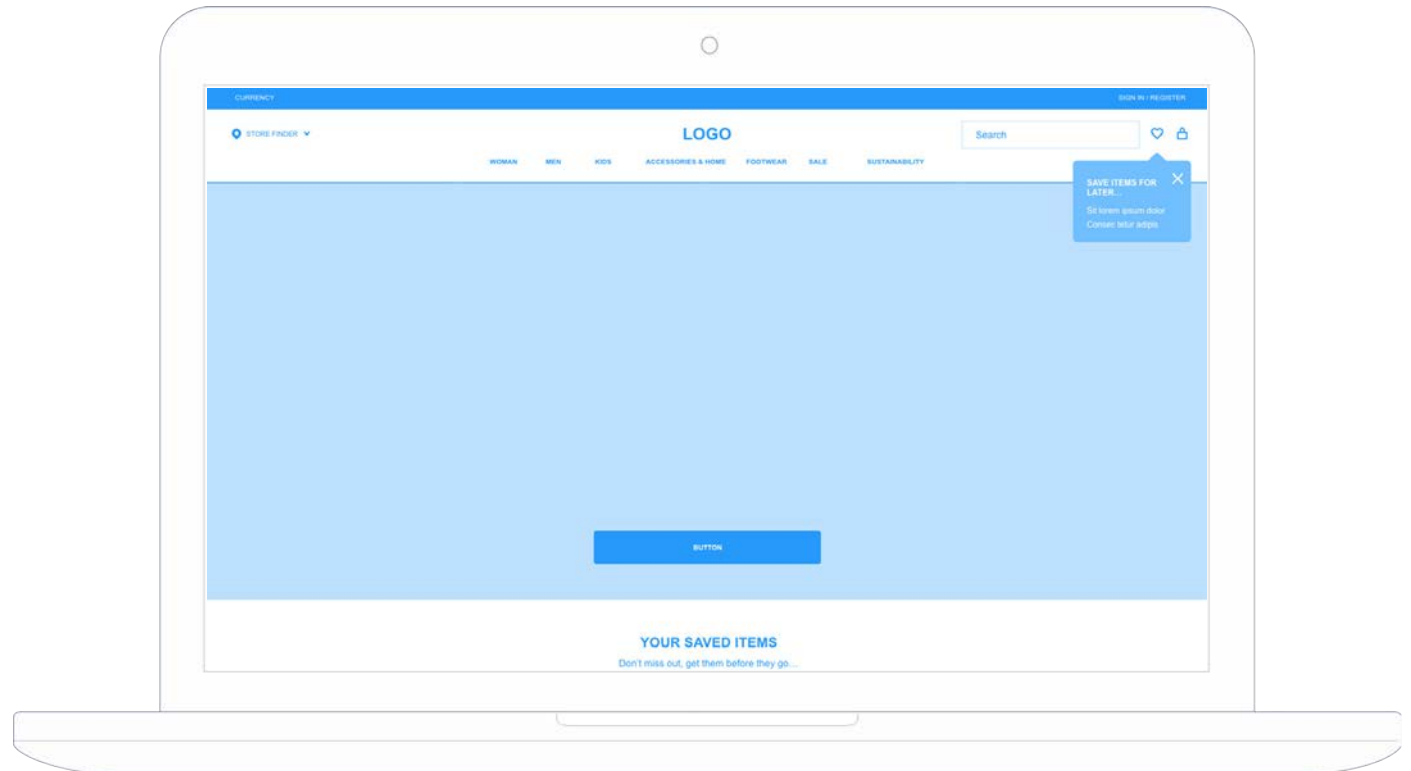 CURRENCY
SIGN IN / REGISTER
STORE FINDER
LOGO
Search
WOMAN
MEN
KIDS
ACCESSORIES & HOME
FOOTWEAR
SALE
SUSTAINABILITY
SAVE ITEMS FOR
LATER...
Sit lorem ipsum dolor
Consec tetur adipis
BUTTON
YOUR SAVED ITEMS
Don't miss out, get them before they go...